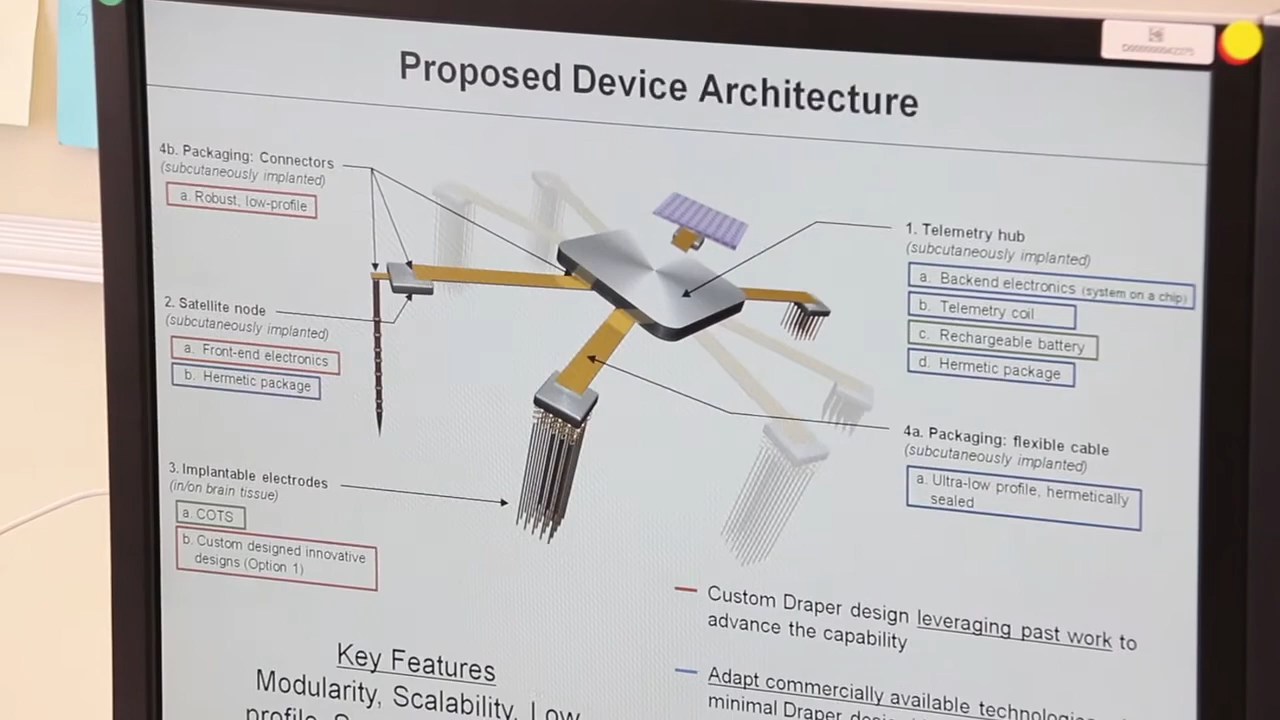 Proposed Device Architecture
4b. Packaging: Connectors
(subcutaneously implanted)
a. Robust, low-profile
2. Satellite node
(subcutaneously implanted)
a. Front-end electronics
b. Hermetic package
3. Implantable electrodes
(in/on brain tissue)
a. COTS
b. Custom designed innovative
designs (Option 1)
1. Telemetry hub
(subcutaneously implanted)
a. Backend electronics (system on a chip)
b. Telemetry coil
c. Rechargeable battery
d. Hermetic package
4a. Packaging: flexible cable
(subcutaneously implanted)
a. Ultra-low profile, hermetically
sealed
Key Features
Modularity, Scalability, Low
profile,
Custom Draper design leveraging past work to
advance the capability
Adapt commercially available technologies
minimal Draper